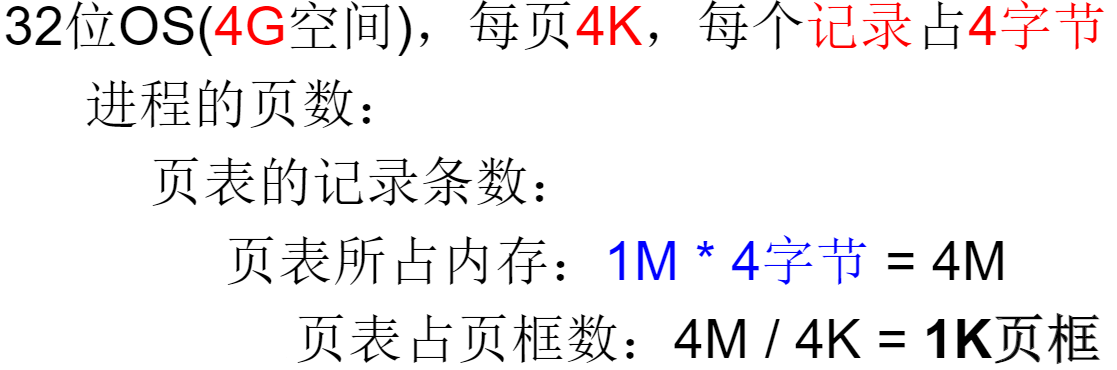 32位OS(4G空间)，每页4K，每个记录占4字节
进程的页数：
页表的记录条数：
页表所占内存：1M * 4字节 = 4M
页表占页框数：4M / 4K = 1K页框